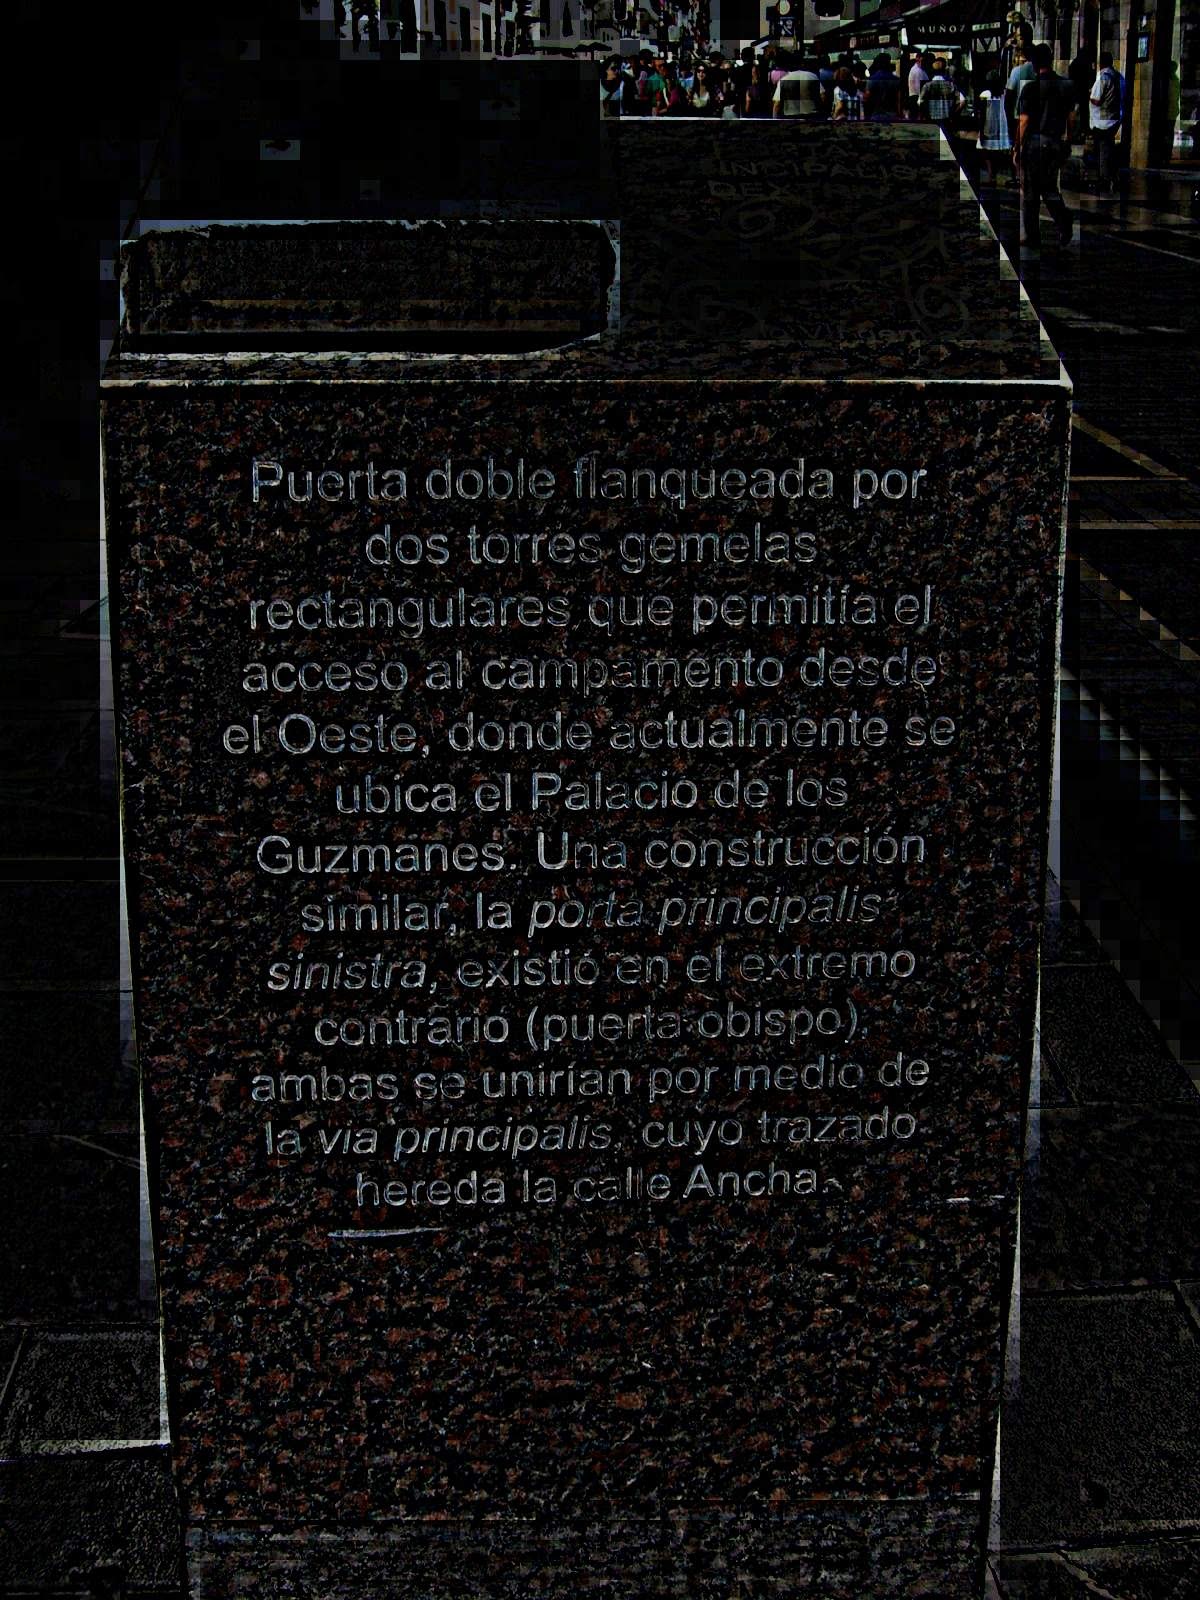 MUÑOZ
Puerta doble flanqueada por
dos torres gemelas
rectangulares que permitía el
acceso al campamento desde
el Oeste, donde actualmente se
ubica el Palacio de los
Guzmanes. Una construcción
similar, la porta principalis
sinistra, existió en el extremo
contrario (puerta obispo),
ambas se unirían por medio de
la via principalis, cuyo trazado
hereda la calle Ancha.